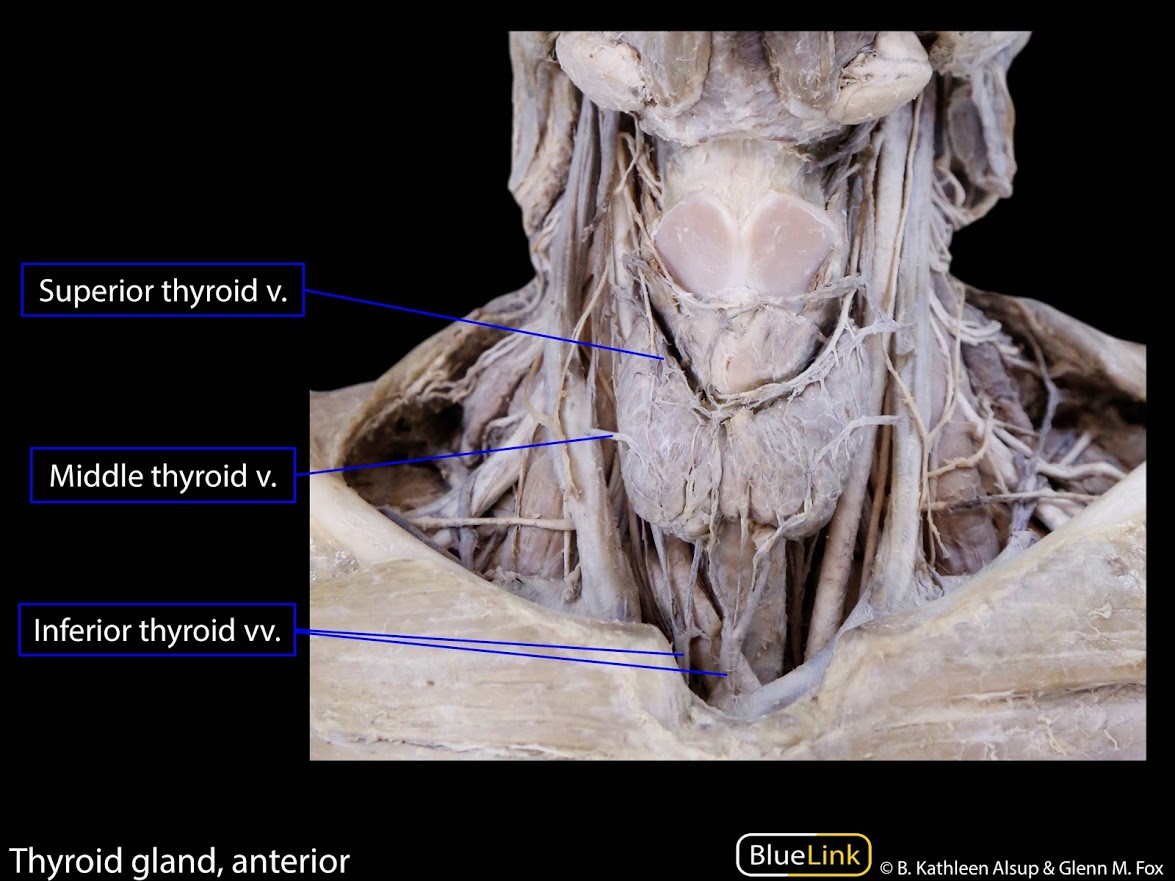 Superior thyroid v.
Middle thyroid v.
Inferior thyroid vv.
Thyroid gland, anterior
BlueLink
© B. Kathleen Alsup & Glenn M. Fox